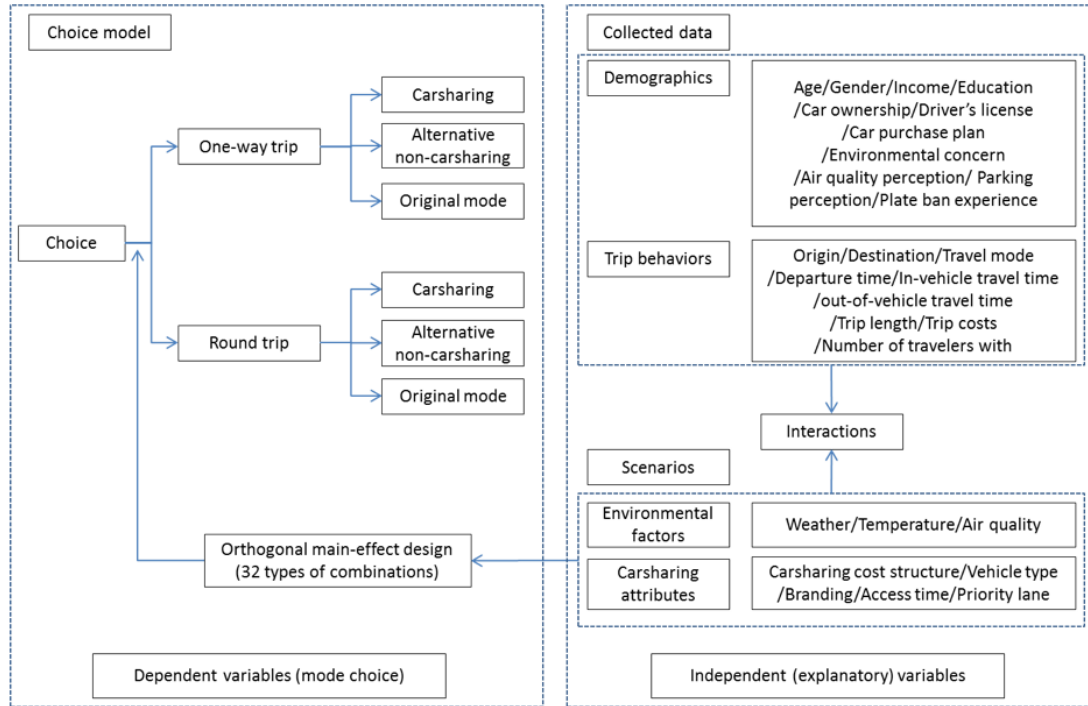 Choice model
Carsharing
One-way trip
Alternative
non-carsharing
Original mode
Choice
Carsharing
Round trip
Alternative
non-carsharing
Original mode
Orthogonal main-effect design
(32 types of combinations)
Dependent variables (mode choice)
Collected data
Demographics
Age/Gender/Income/Education
/Car ownership/Driver's license
/Car purchase plan
/Environmental concern
/Air quality perception/ Parking
perception/Plate ban experience
Trip behaviors
Origin/Destination/Travel mode
/Departure time/In-vehicle travel time
/out-of-vehicle travel time
/Trip length/Trip costs
/Number of travelers with
Interactions
Scenarios
Environmental
factors
Weather/Temperature/Air quality
Carsharing
attributes
Carsharing cost structure/Vehicle type
/Branding/Access time/Priority lane
Independent (explanatory) variables